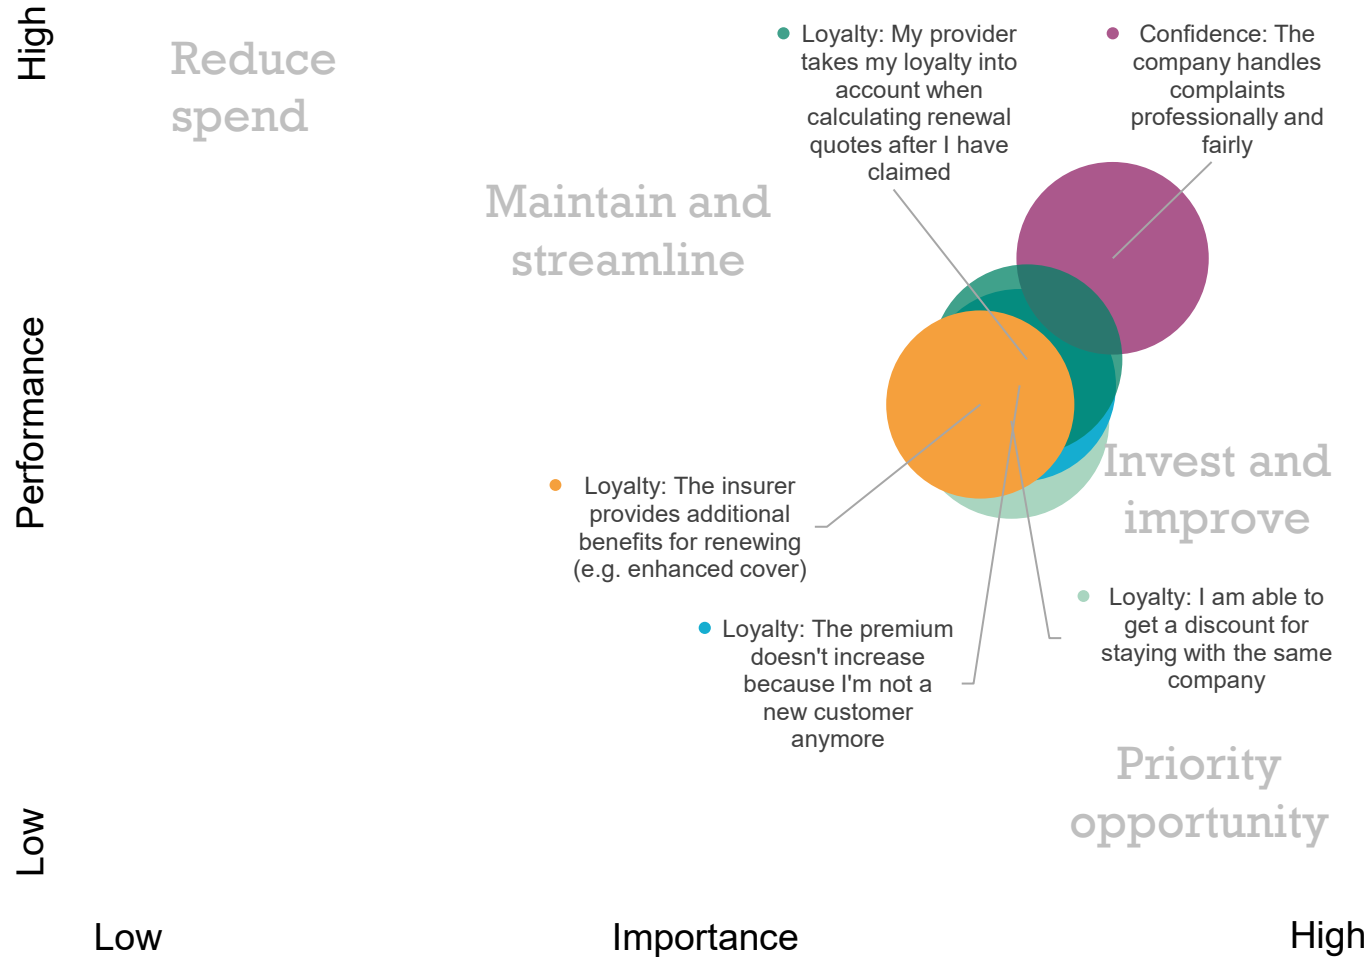 High
Reduce
spend
Loyalty: My provider
takes my loyalty into
account when
calculating renewal
quotes after I have
claimed
Confidence: The
company handles
complaints
professionally and
fairly
Maintain and
streamline
Performance
Invest and
improve
Loyalty: The insurer
provides additional
benefits for renewing
(e.g. enhanced cover)
Loyalty: I am able to
get a discount for
staying with the same
company
Loyalty: The premium
doesn't increase
because I'm not a
new customer
anymore
Priority
opportunity
Low
Low
Importance
High